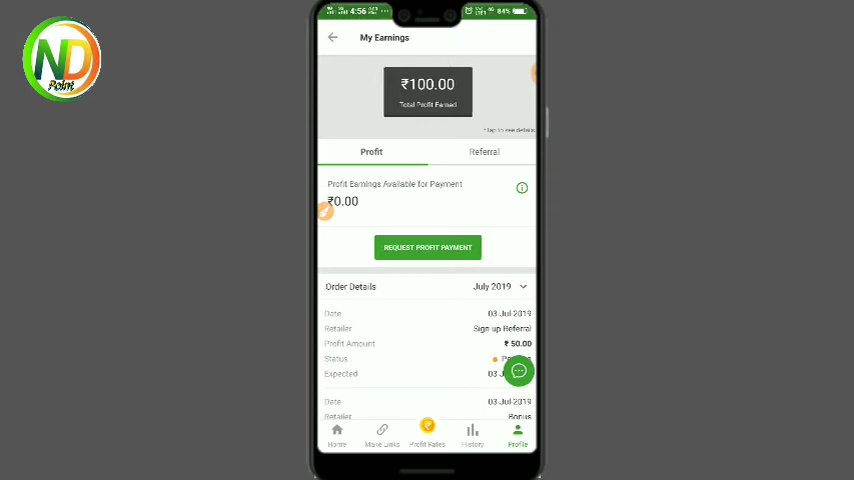 ND
Point
4:56
84%
My Earnings
₹100.00
Total Profit Earned
*Tap to see details
Profit
Referral
Profit Earnings Available for Payment
₹0.00
REQUEST PROFIT PAYMENT
Order Details
July 2019
Date
03 Jul 2019
Retailer
Sign up Referral
Profit Amount
₹ 50.00
Status
Expected
03
Date
03 Jul 2019
Retailer
Bonus
Home
Make Links
Profit Rates
History
Profile